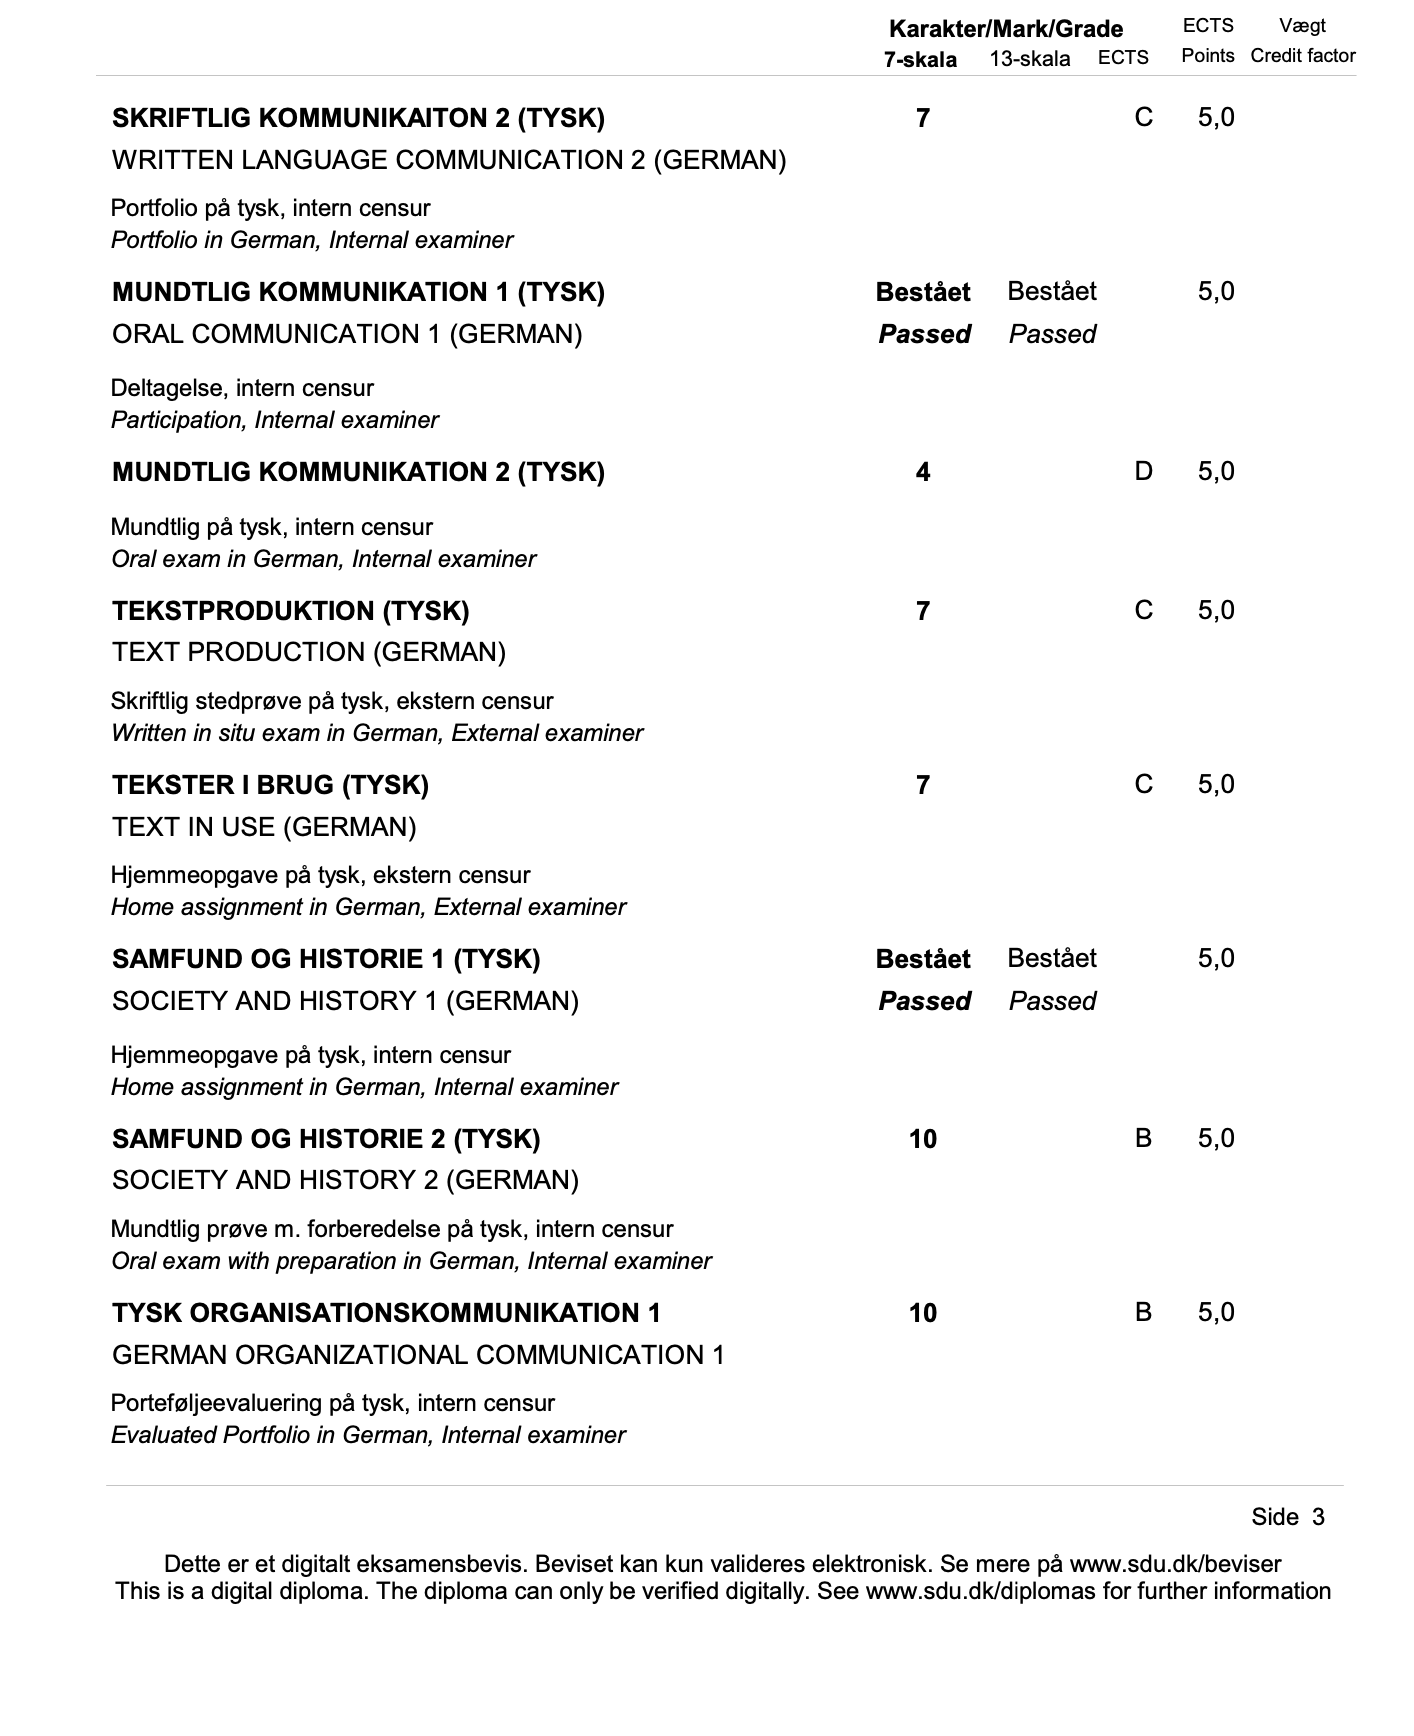 Karakter/Mark/Grade ECTS Vægt
7-skala 13-skala ECTS Points Credit factor
SKRIFTLIG KOMMUNIKAITON 2 (TYSK) 7 C 5,0
WRITTEN LANGUAGE COMMUNICATION 2 (GERMAN)
Portfolio på tysk, intern censur
Portfolio in German, Internal examiner
MUNDTLIG KOMMUNIKATION 1 (TYSK) Bestået Bestået 5,0
ORAL COMMUNICATION 1 (GERMAN) Passed Passed
Deltagelse, intern censur
Participation, Internal examiner
MUNDTLIG KOMMUNIKATION 2 (TYSK) 4 D 5,0
Mundtlig på tysk, intern censur
Oral exam in German, Internal examiner
TEKSTPRODUKTION (TYSK) 7 C 5,0
TEXT PRODUCTION (GERMAN)
Skriftlig stedprøve på tysk, ekstern censur
Written in situ exam in German, External examiner
TEKSTER I BRUG (TYSK) 7 C 5,0
TEXT IN USE (GERMAN)
Hjemmeopgave på tysk, ekstern censur
Home assignment in German, External examiner
SAMFUND OG HISTORIE 1 (TYSK) Bestået Bestået 5,0
SOCIETY AND HISTORY 1 (GERMAN) Passed Passed
Hjemmeopgave på tysk, intern censur
Home assignment in German, Internal examiner
SAMFUND OG HISTORIE 2 (TYSK) 10 B 5,0
SOCIETY AND HISTORY 2 (GERMAN)
Mundtlig prøve m. forberedelse på tysk, intern censur
Oral exam with preparation in German, Internal examiner
TYSK ORGANISATIONSKOMMUNIKATION 1 10 B 5,0
GERMAN ORGANIZATIONAL COMMUNICATION 1
Porteføljeevaluering på tysk, intern censur
Evaluated Portfolio in German, Internal examiner
Side 3
Dette er et digitalt eksamensbevis. Beviset kan kun valideres elektronisk. Se mere på www.sdu.dk/beviser
This is a digital diploma. The diploma can only be verified digitally. See www.sdu.dk/diplomas for further information